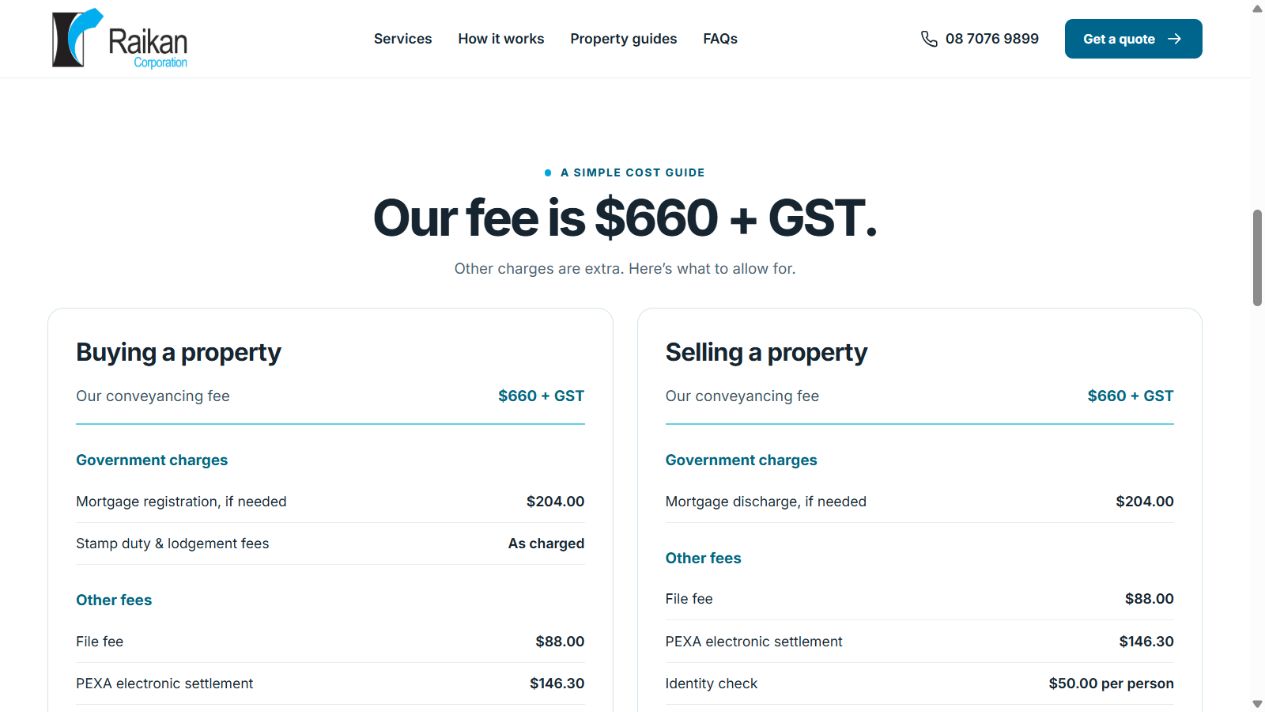 Raikan
Corporation
Services
How it works
Property guides
FAQs
08 7076 9899
Get a quote
A SIMPLE COST GUIDE
Our fee is $660 + GST.
Other charges are extra. Here’s what to allow for.
Buying a property
Our conveyancing fee $660 + GST
Government charges
Mortgage registration, if needed $204.00
Stamp duty & lodgement fees As charged
Other fees
File fee $88.00
PEXA electronic settlement $146.30
Selling a property
Our conveyancing fee $660 + GST
Government charges
Mortgage discharge, if needed $204.00
Other fees
File fee $88.00
PEXA electronic settlement $146.30
Identity check $50.00 per person